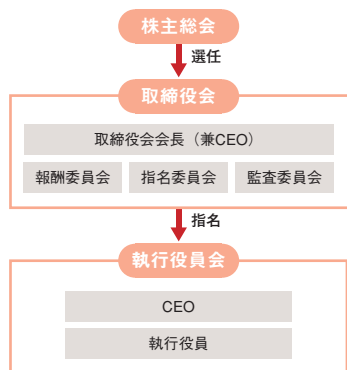 株主総会
選任
取締役会
取締役会会長（兼CEO）
報酬委員会 指名委員会 監査委員会
指名
執行役員会
CEO
執行役員